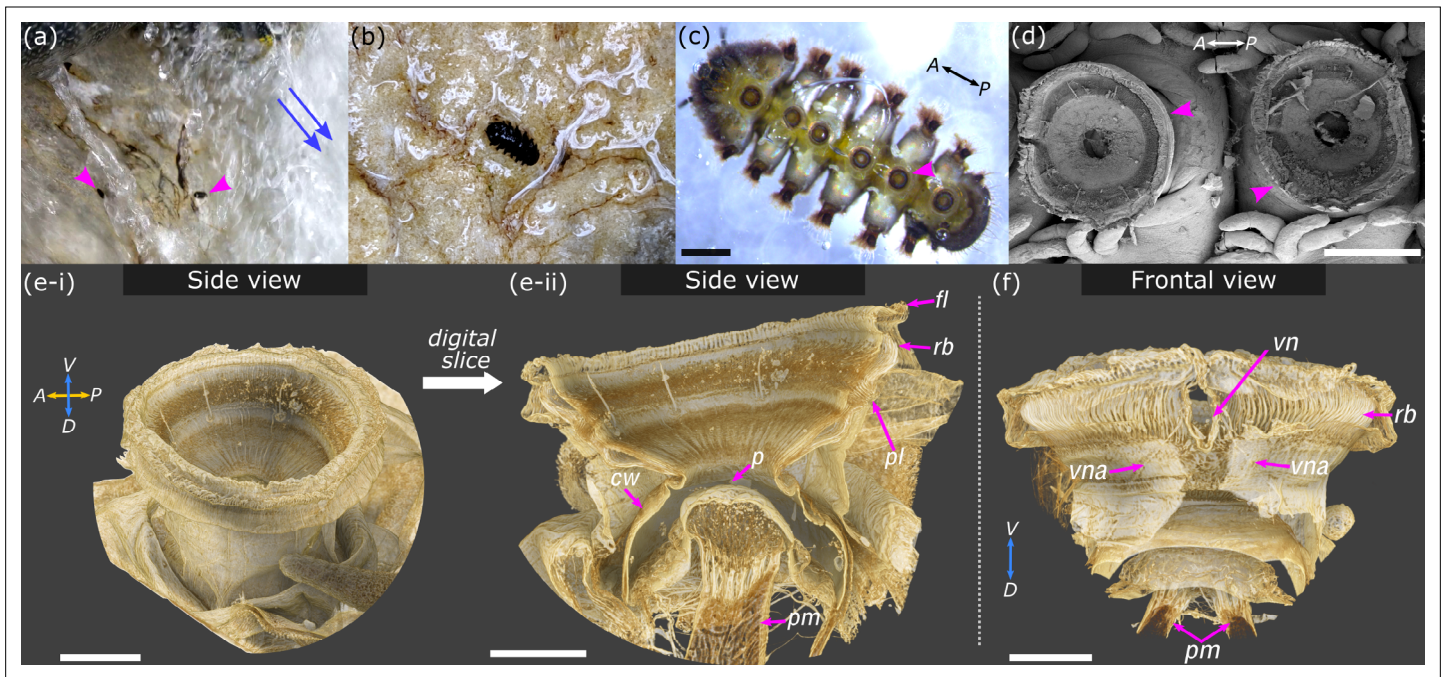 (a)
(b)
(c)
A
P
(d)
A P
(e-i)
Side view
V
A P
D
digital
slice
(e-ii)
Side view
fl
rb
pl
p
cw
pm
(f)
Frontal view
vn
rb
vna
vna
V
D
pm